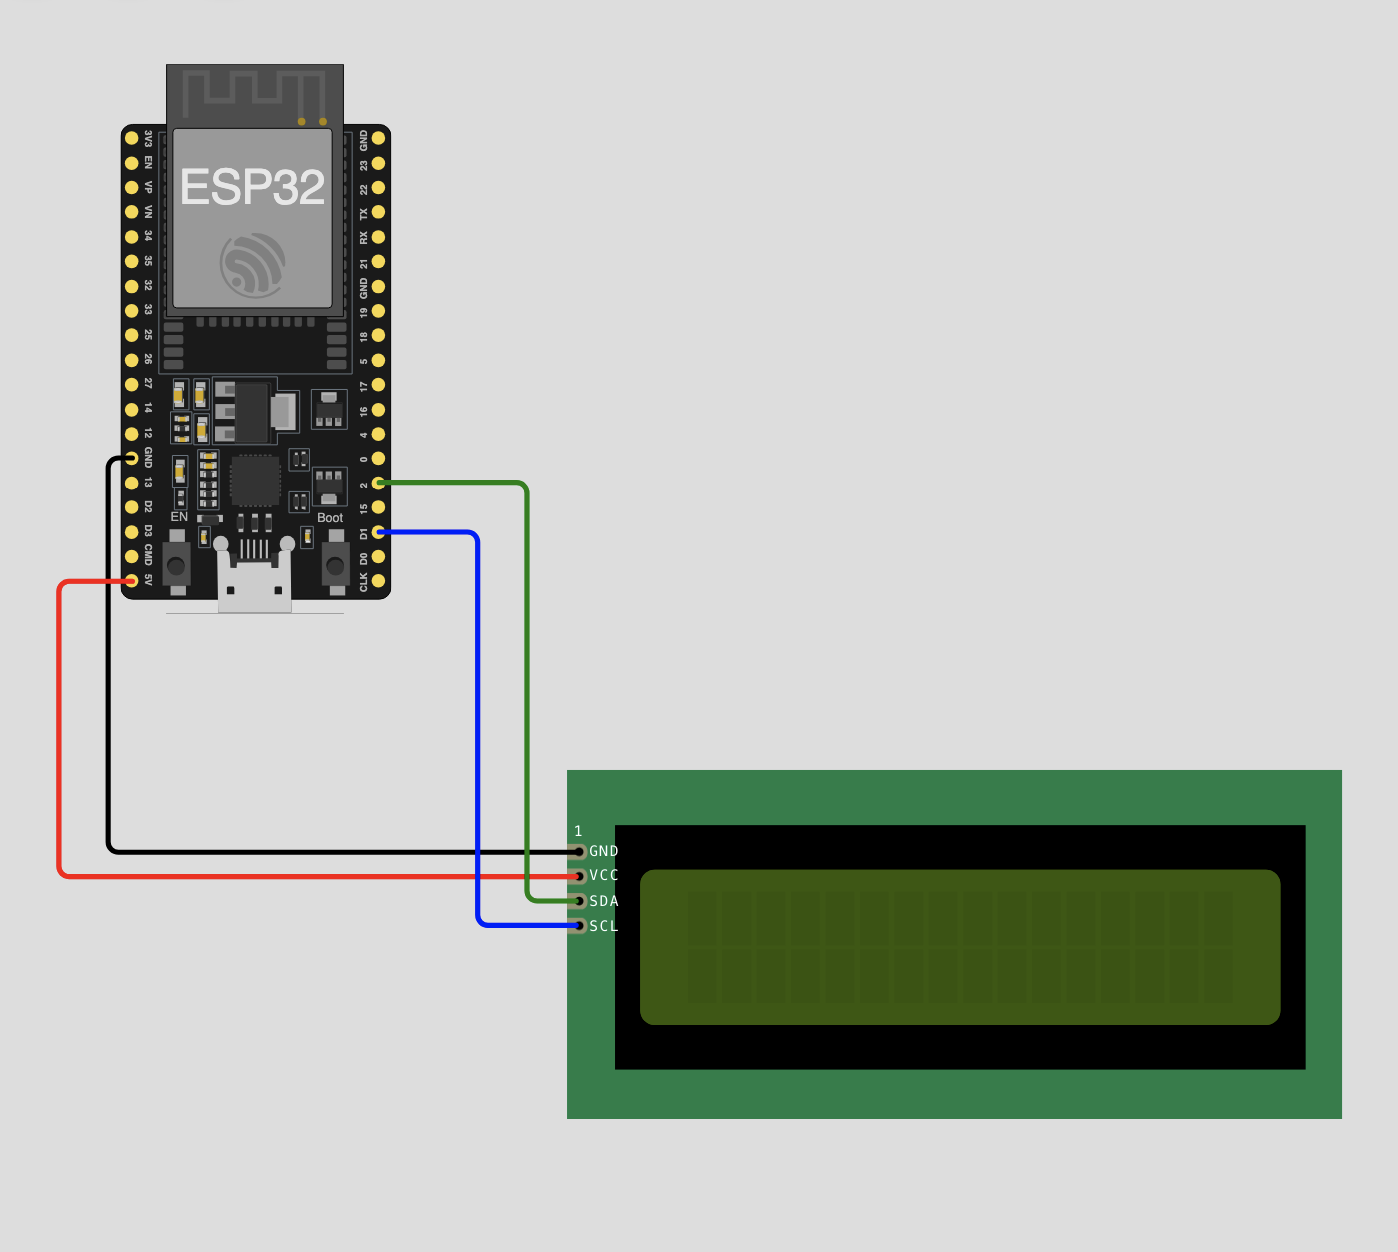 ESP32
3V3
EN
VP
VN
34
35
32
33
25
26
27
14
12
GND
13
D2
D3
CMD
5V
GND
23
22
TX
RX
21
GND
19
18
5
17
16
4
0
2
15
D1
D0
CLK
EN
Boot
1
GND
VCC
SDA
SCL